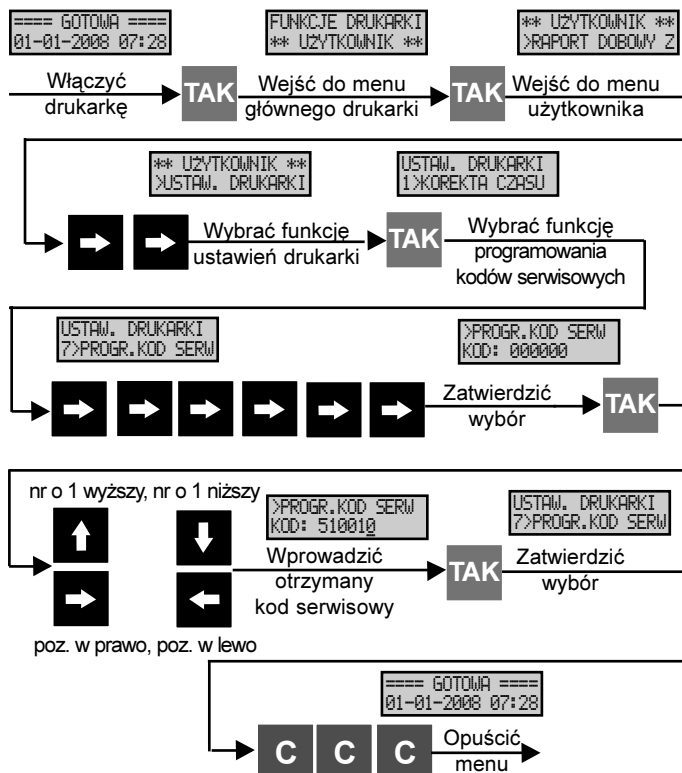 ==== GOTOWA ====
01-01-2008 07:28
FUNKCJE DRUKARKI
** UŻYTKOWNIK **
** UŻYTKOWNIK **
>RAPORT DOBOWY Z
Włączyć
drukarkę
TAK
Wejść do menu
głównego drukarki
TAK
Wejść do menu
użytkownika
** UŻYTKOWNIK **
>USTAW. DRUKARKI
USTAW. DRUKARKI
1>KOREKTA CZASU
Wybrać funkcję
ustawień drukarki
TAK
Wybrać funkcję
programowania
kodów serwisowych
USTAW. DRUKARKI
7>PROGR.KOD SERW
>PROGR.KOD SERW
KOD: 000000
Zatwierdzić
wybór
TAK
nr o 1 wyższy, nr o 1 niższy
>PROGR.KOD SERW
KOD: 510010
USTAW. DRUKARKI
7>PROGR.KOD SERW
Wprowadzić
otrzymany
kod serwisowy
TAK
Zatwierdzić
wybór
poz. w prawo, poz. w lewo
==== GOTOWA ====
01-01-2008 07:28
C C C
Opuścić
menu